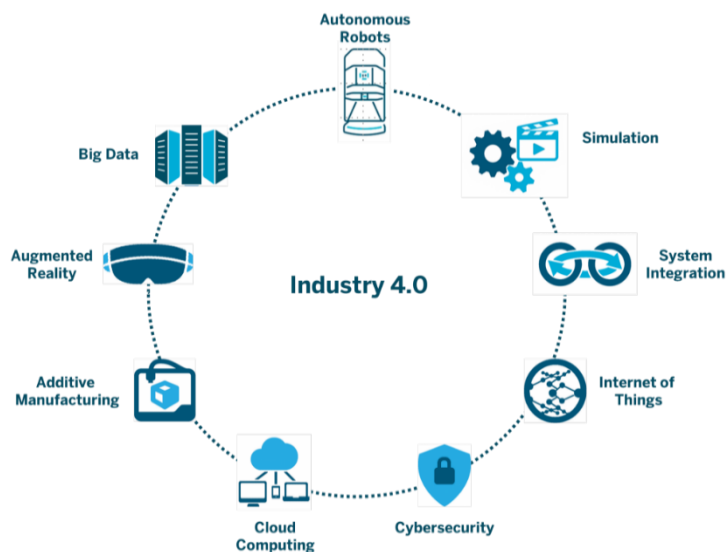 Autonomous
Robots
Simulation
Big Data
System
Integration
Augmented
Reality
Industry 4.0
Internet of
Things
Additive
Manufacturing
Cybersecurity
Cloud
Computing